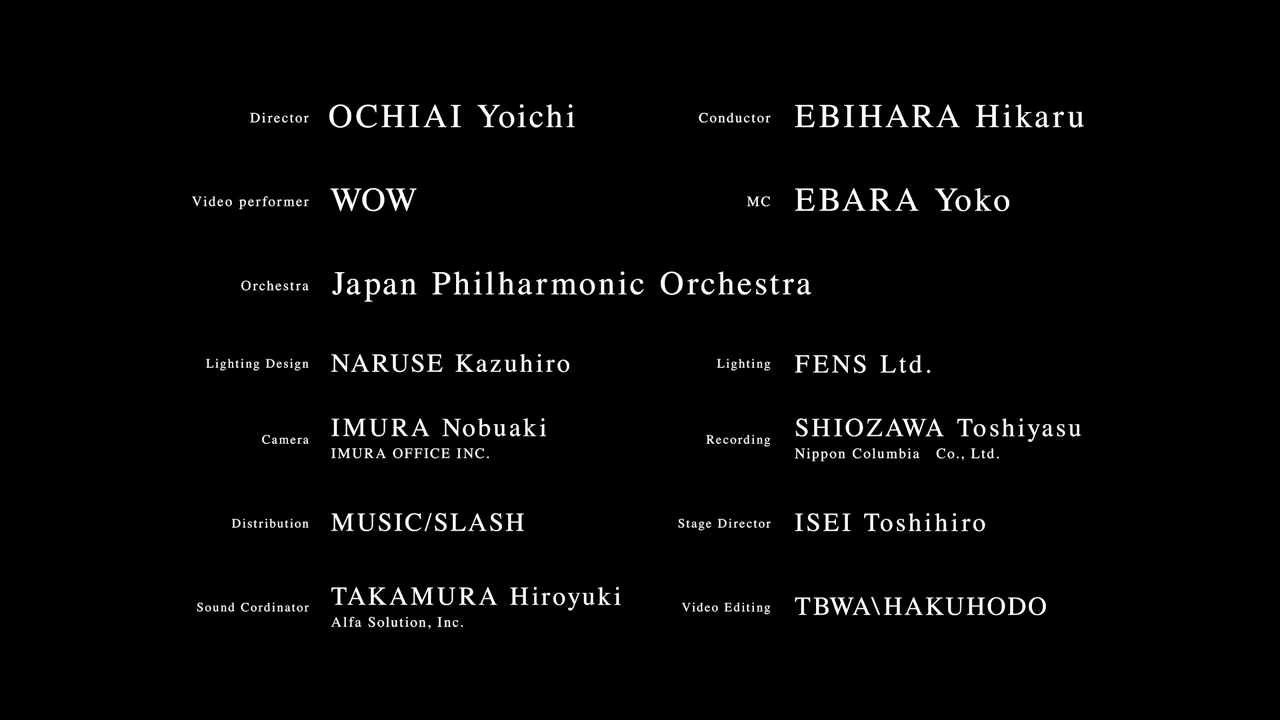 Director OCHIAI Yoichi Conductor EBIHARA Hikaru
Video performer WOW MC EBARA Yoko
Orchestra Japan Philharmonic Orchestra
Lighting Design NARUSE Kazuhiro Lighting FENS Ltd.
Camera IMURA Nobuaki Recording SHIOZAWA Toshiyasu
IMURA OFFICE INC. Nippon Columbia Co., Ltd.
Distribution MUSIC/SLASH Stage Director ISEI Toshihiro
Sound Cordinator TAKAMURA Hiroyuki Video Editing TBWA\HAKUHODO
Alfa Solution, Inc.